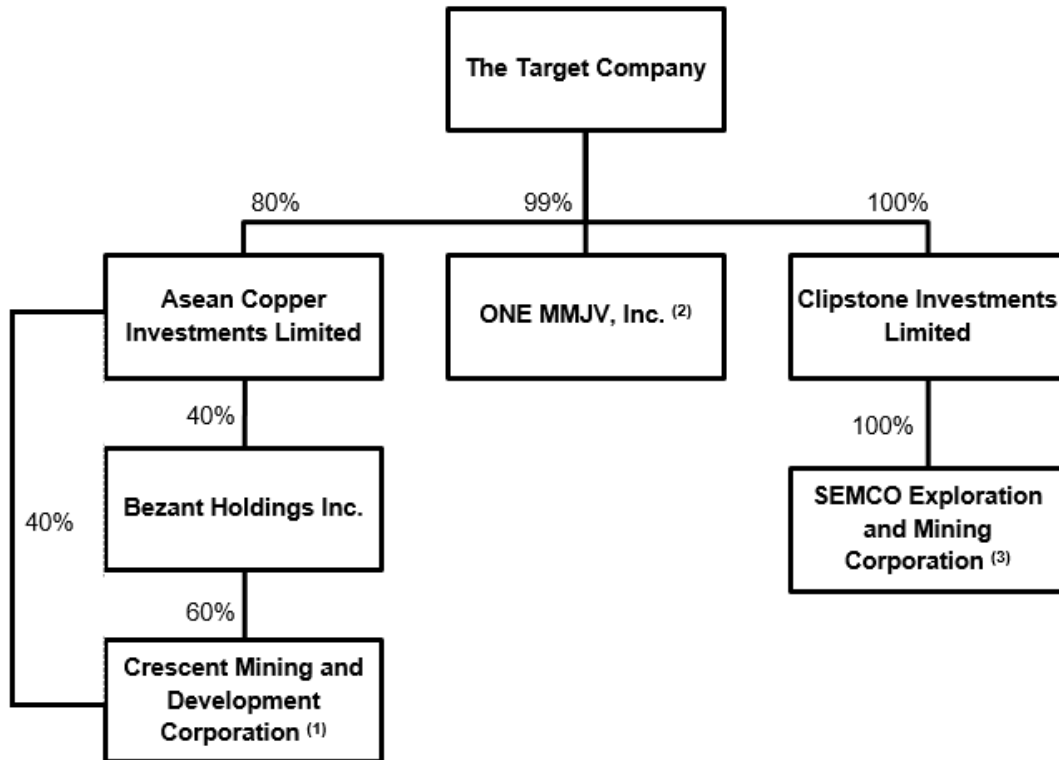 The Target Company
80%
99%
100%
Asean Copper
Investments Limited
ONE MMJV, Inc. (2)
Clipstone Investments
Limited
40%
100%
Bezant Holdings Inc.
SEMCO Exploration
and Mining
Corporation (3)
40%
60%
Crescent Mining and
Development
Corporation (1)